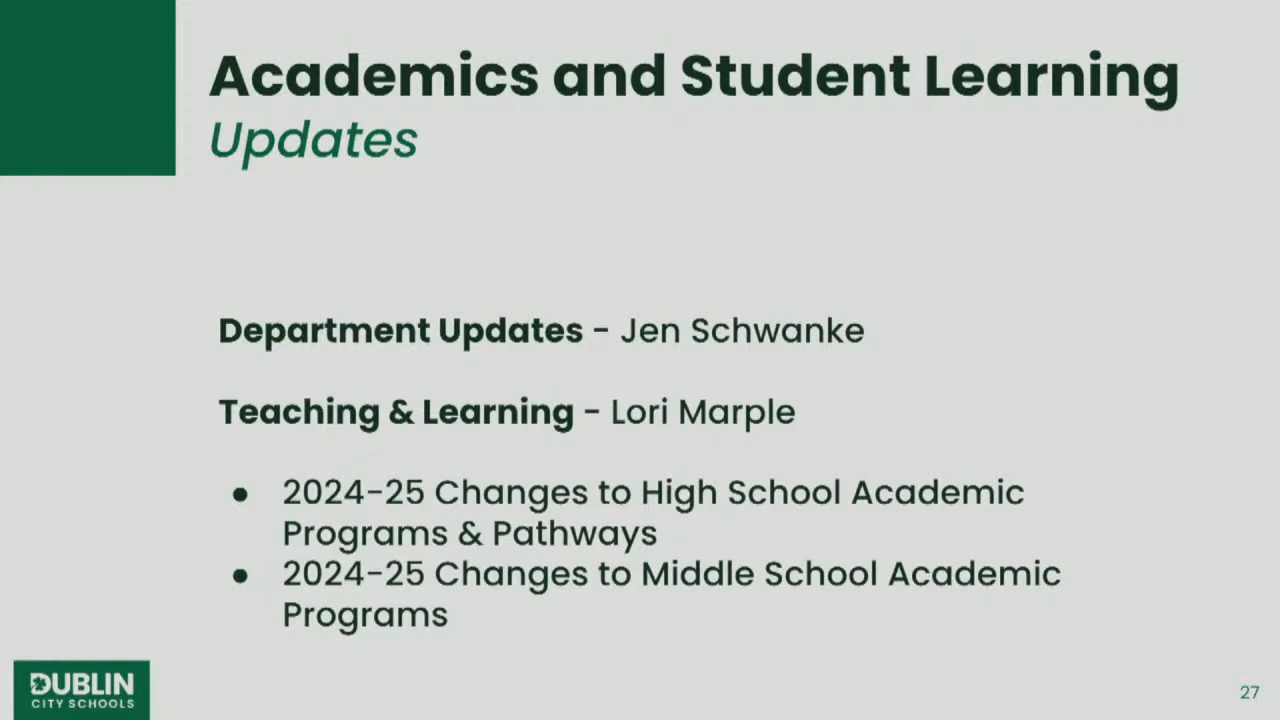 Academics and Student Learning
Updates
Department Updates - Jen Schwanke
Teaching & Learning - Lori Marple
● 2024-25 Changes to High School Academic
Programs & Pathways
● 2024-25 Changes to Middle School Academic
Programs
DUBLIN
CITY SCHOOLS
27